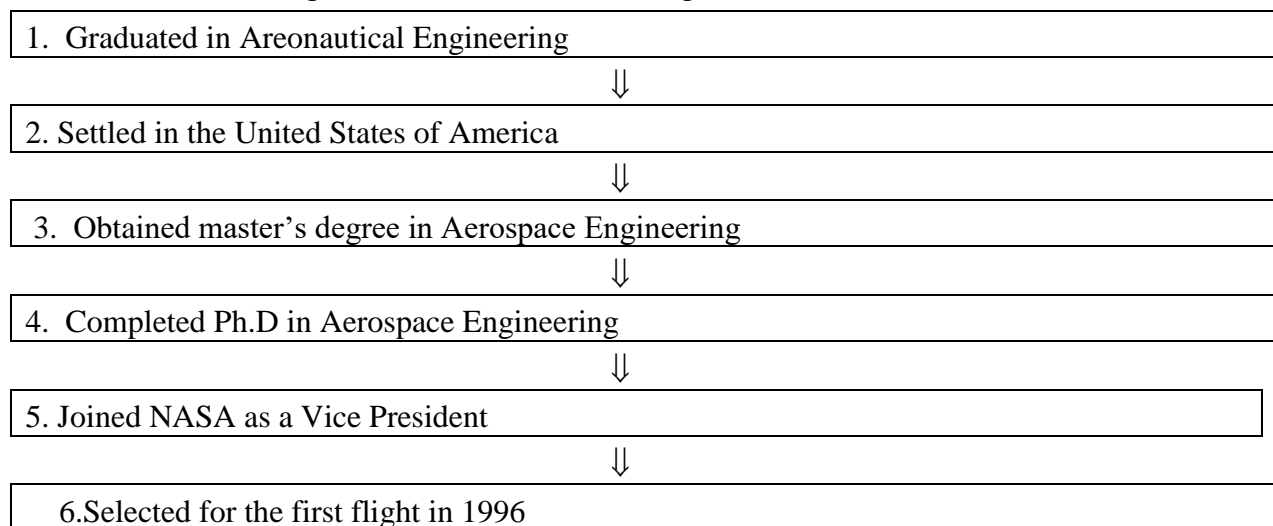 1. Graduated in Areonautical Engineering
⇓
2. Settled in the United States of America
⇓
3. Obtained master’s degree in Aerospace Engineering
⇓
4. Completed Ph.D in Aerospace Engineering
⇓
5. Joined NASA as a Vice President
⇓
6.Selected for the first flight in 1996